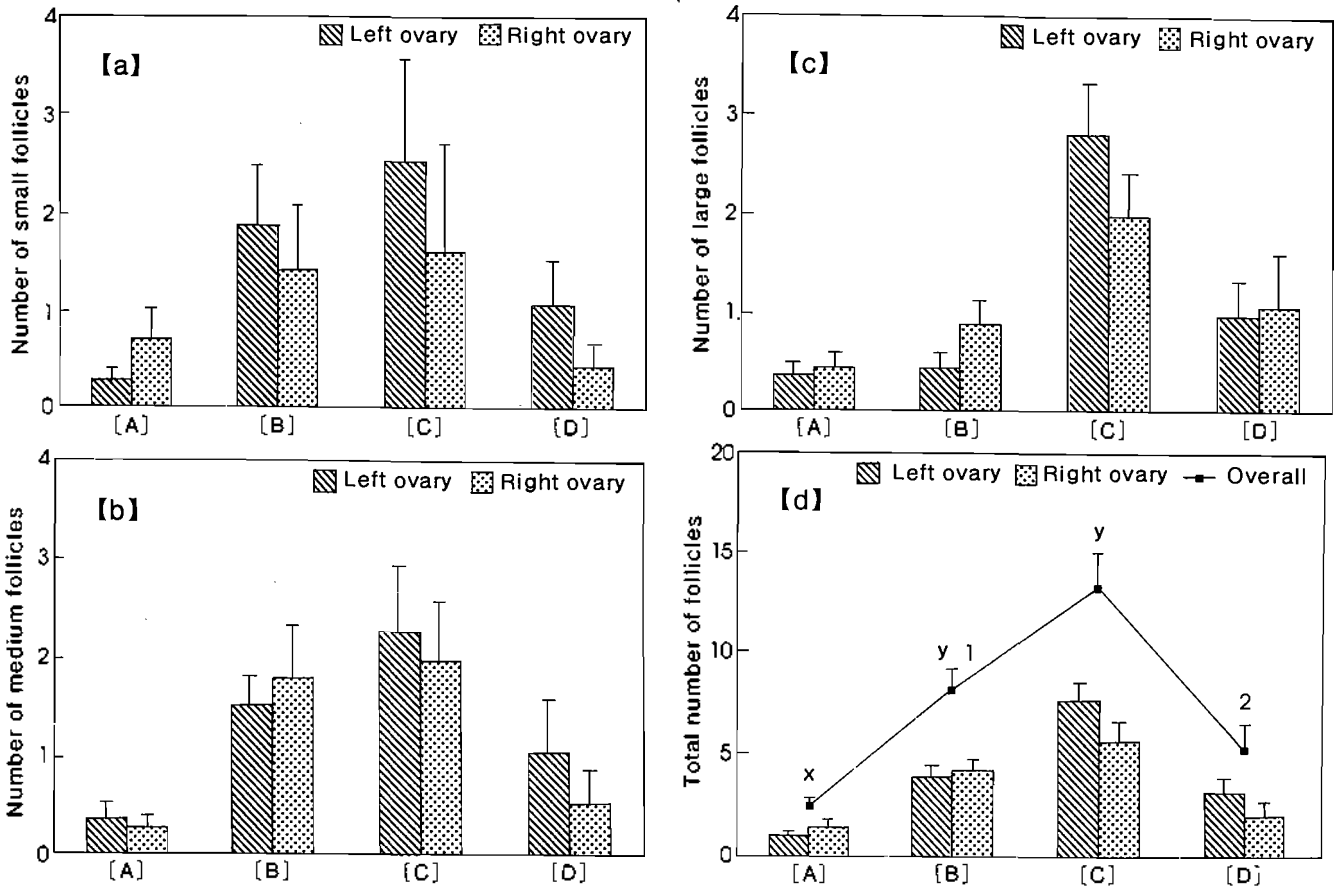 4
3
2
1
0
Number of small follicles
【a】
Left ovary Right ovary
[A] [B] [C] [D]
4
3
2
1
0
Number of large follicles
【c】
Left ovary Right ovary
[A] [B] [C] [D]
4
3
2
1
0
Number of medium follicles
【b】
Left ovary Right ovary
[A] [B] [C] [D]
20
15
10
5
0
Total number of follicles
【d】
Left ovary Right ovary Overall
x
y 1
y
2
[A] [B] [C] [D]